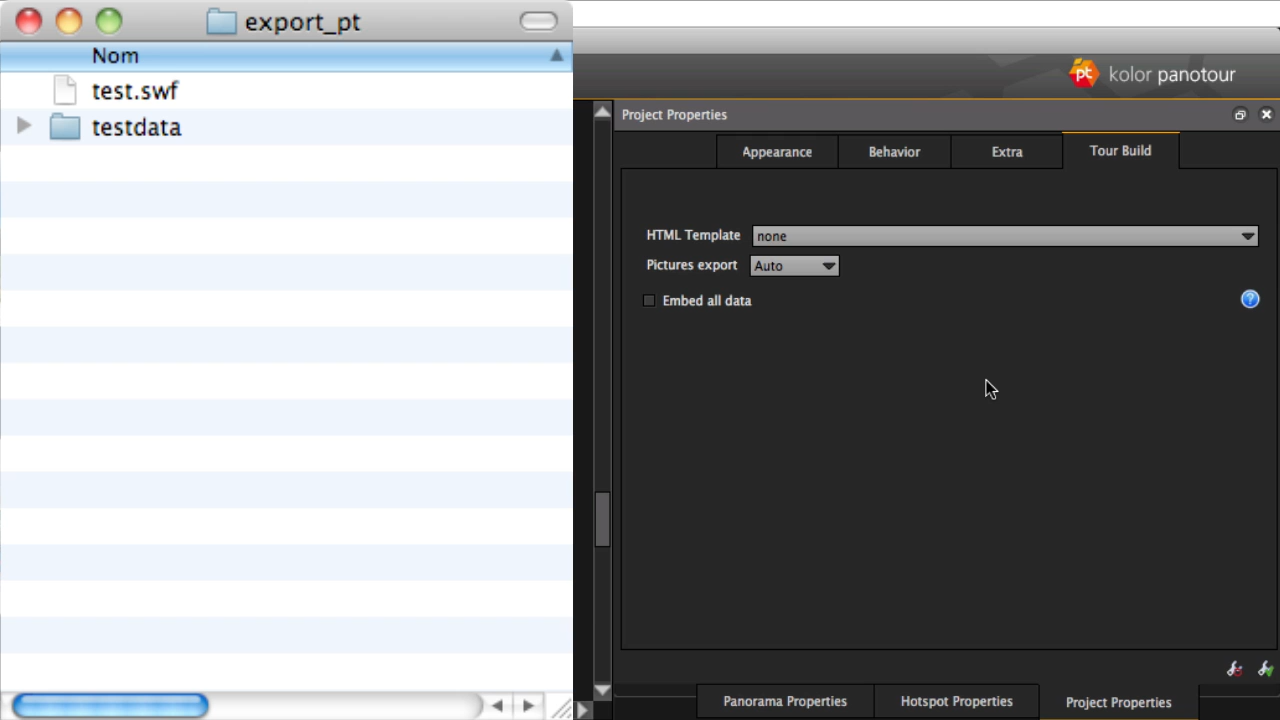 export_pt
Nom
test.swf
testdata
pt kolor panotour
Project Properties
Appearance Behavior Extra Tour Build
HTML Template none
Pictures export Auto
Embed all data
?
Panorama Properties Hotspot Properties Project Properties